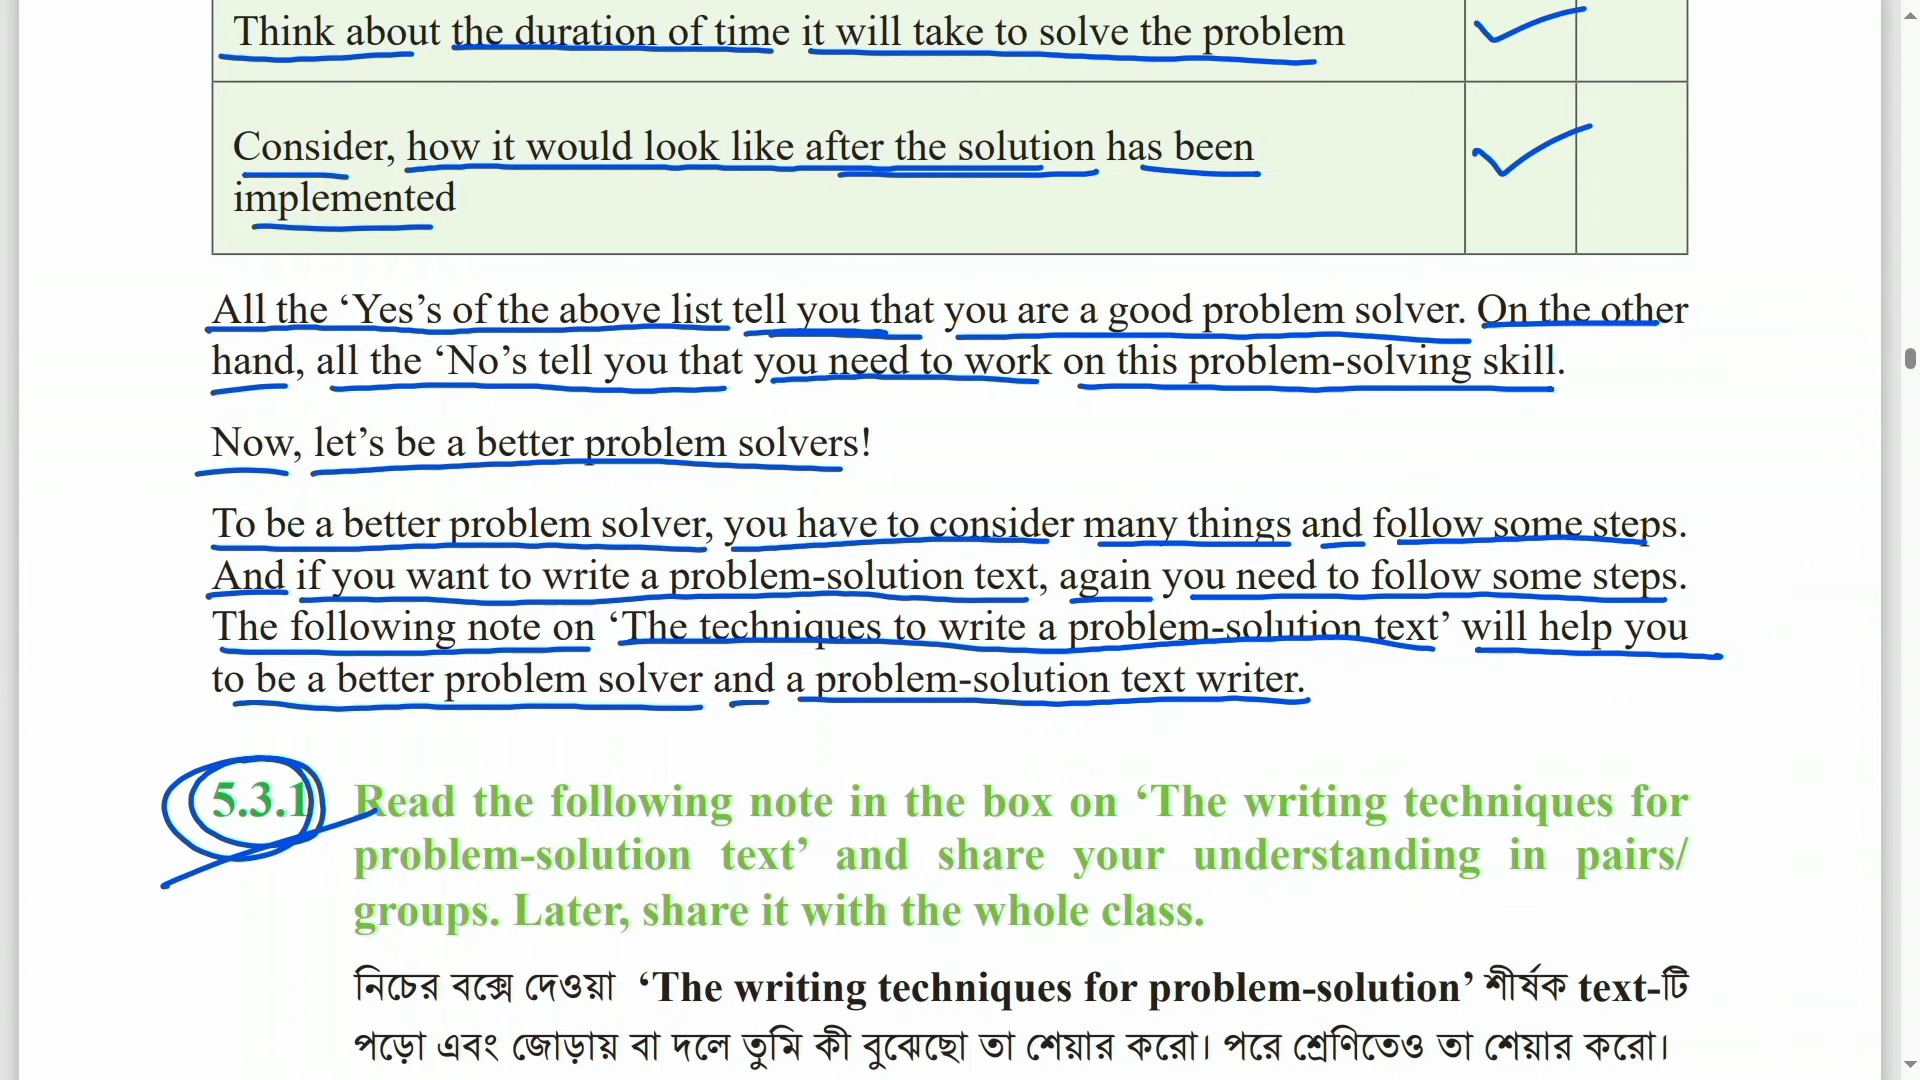 Think about the duration of time it will take to solve the problem
Consider, how it would look like after the solution has been
implemented
All the ‘Yes’s of the above list tell you that you are a good problem solver. On the other
hand, all the ‘No’s tell you that you need to work on this problem-solving skill.
Now, let’s be a better problem solvers!
To be a better problem solver, you have to consider many things and follow some steps.
And if you want to write a problem-solution text, again you need to follow some steps.
The following note on ‘The techniques to write a problem-solution text’ will help you
to be a better problem solver and a problem-solution text writer.
5.3.1 Read the following note in the box on ‘The writing techniques for
problem-solution text’ and share your understanding in pairs/
groups. Later, share it with the whole class.
নিচের বক্সে দেওয়া ‘The writing techniques for problem-solution’ শীর্ষক text-টি
পড়ো এবং জোড়ায় বা দলে তুমি কী বুঝেছো তা শেয়ার করো। পরে শ্রেণিতেও তা শেয়ার করো।